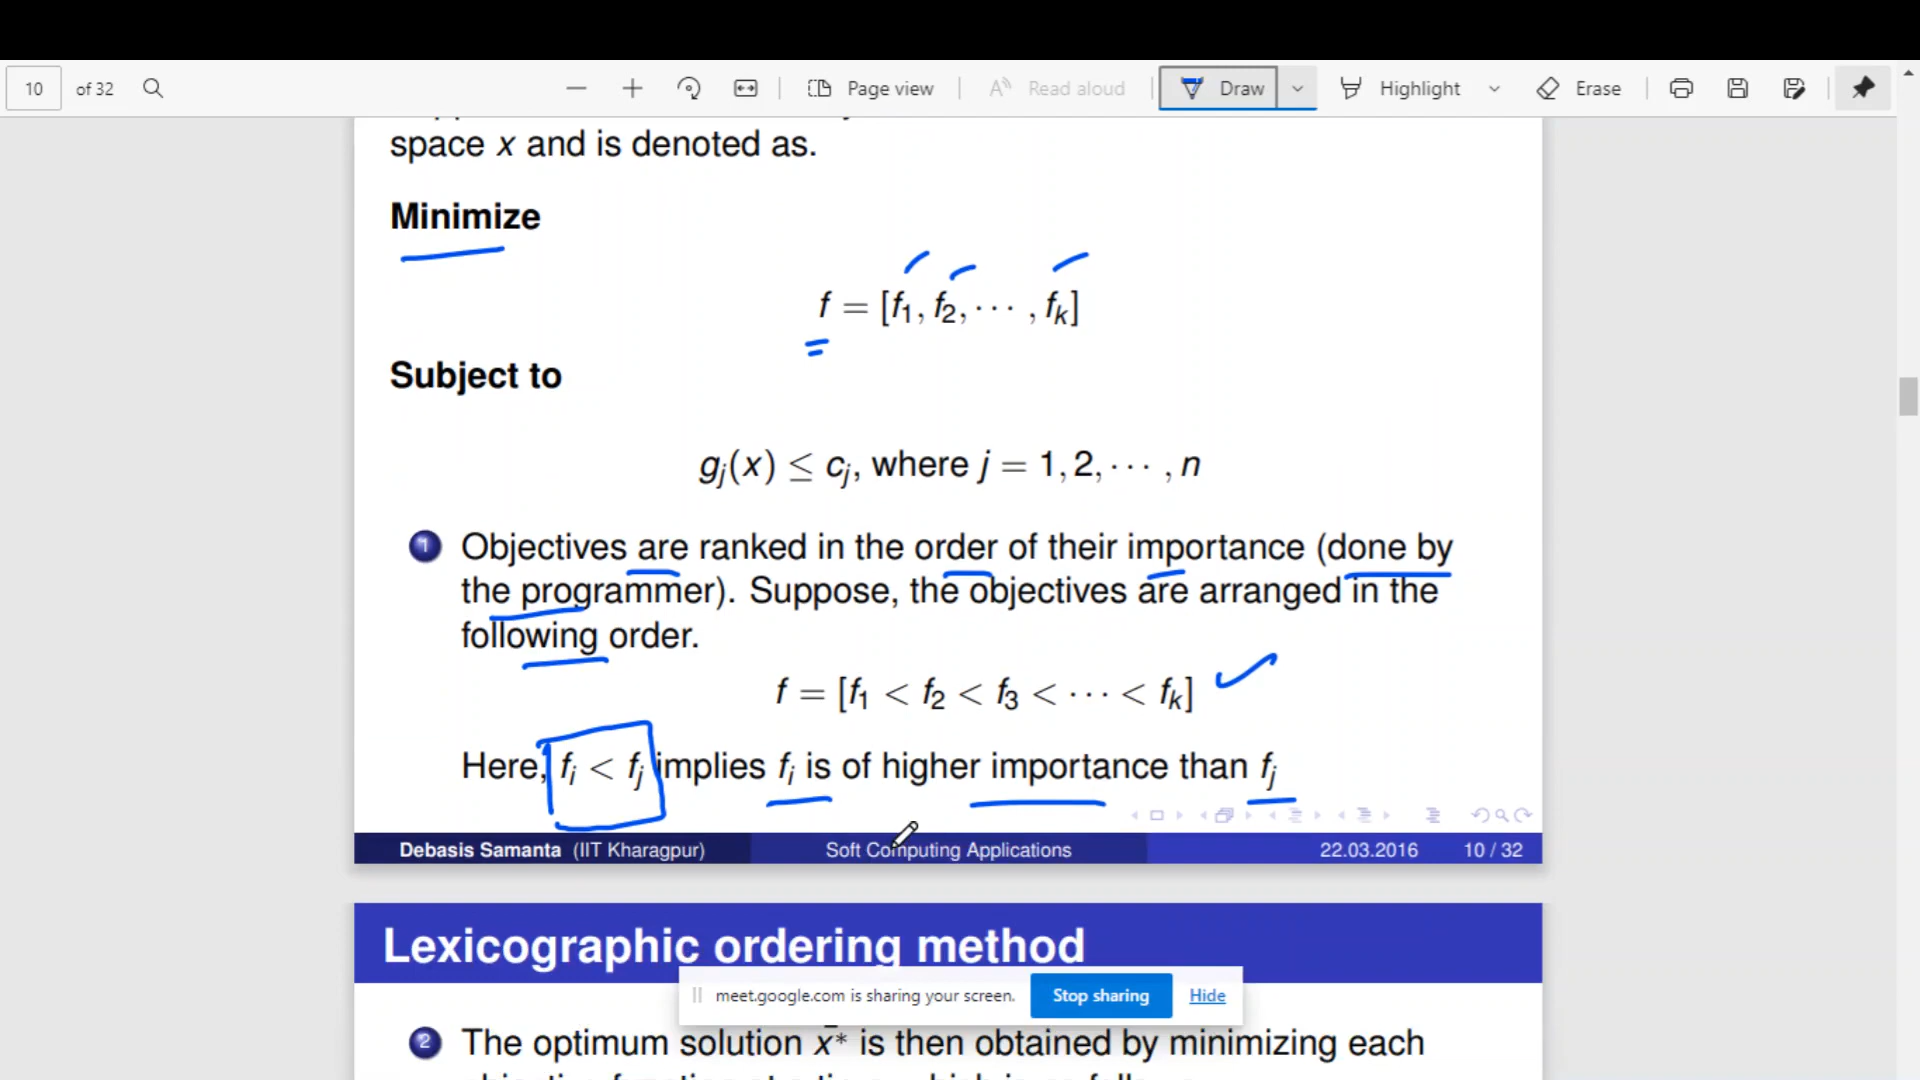 10 of 32 Page view Read aloud Draw Highlight Erase
space x and is denoted as.
Minimize
f = [f₁, f₂, ⋯ , fₖ]
Subject to
gⱼ(x) ≤ cⱼ, where j = 1, 2, ⋯ , n
1 Objectives are ranked in the order of their importance (done by
the programmer). Suppose, the objectives are arranged in the
following order.
f = [f₁ < f₂ < f₃ < ⋯ < fₖ]
Here, fᵢ < fⱼ implies fᵢ is of higher importance than fⱼ
Debasis Samanta (IIT Kharagpur) Soft Computing Applications 22.03.2016 10 / 32
Lexicographic ordering method
meet.google.com is sharing your screen. Stop sharing Hide
2 The optimum solution x̄* is then obtained by minimizing each